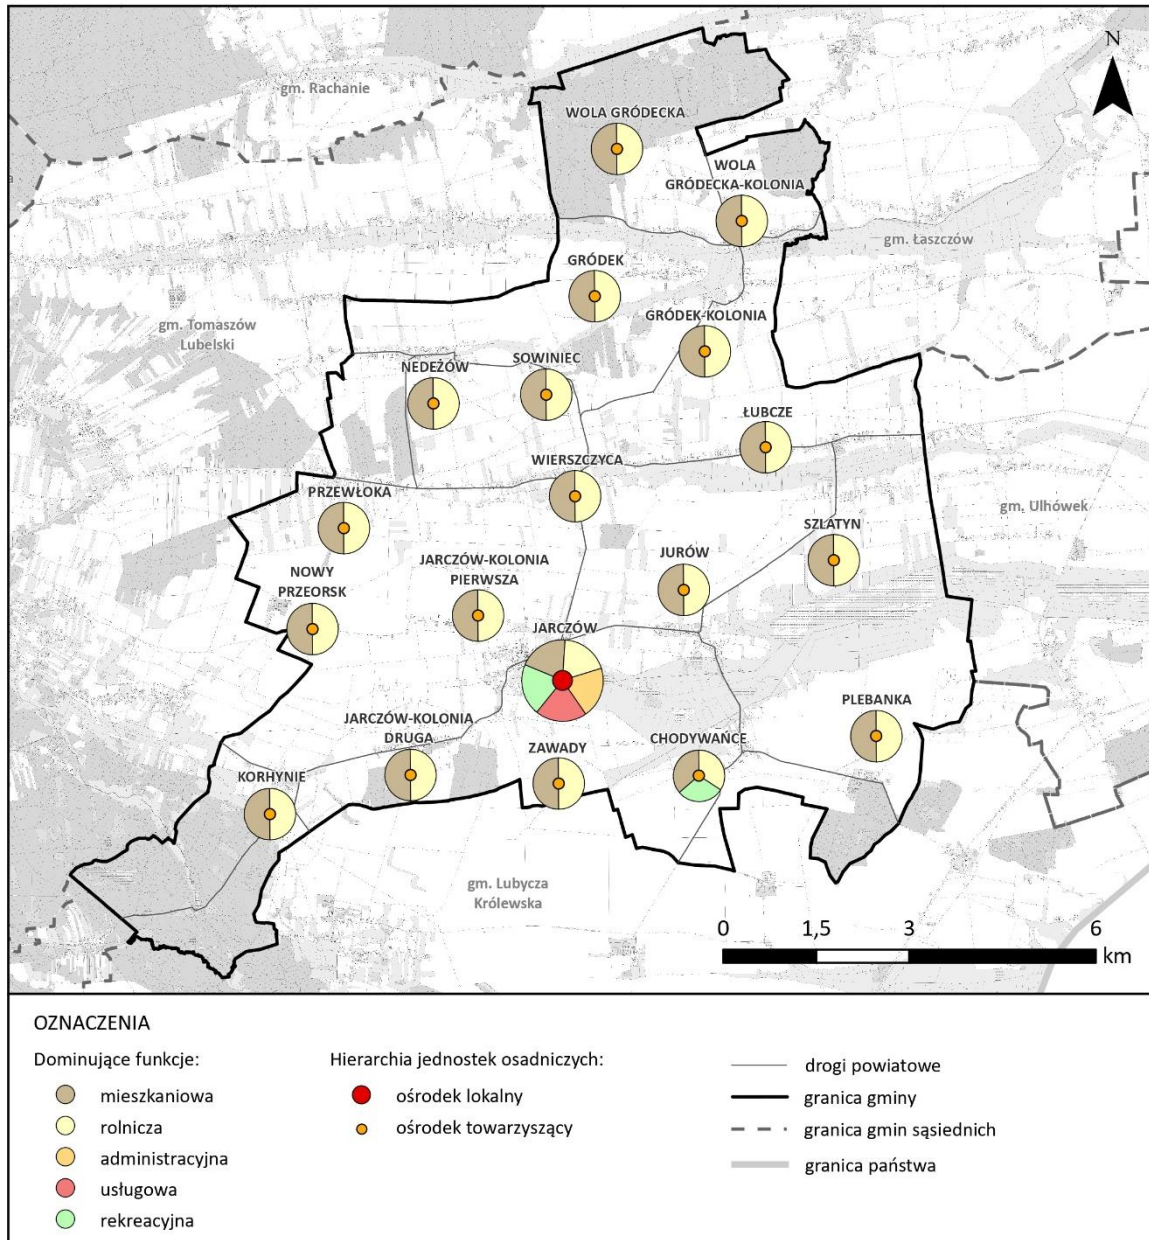 N
gm. Rachanie
WOLA GRÓDECKA
WOLA
GRÓDECKA-KOLONIA
gm. Łaszczów
GRÓDEK
gm. Tomaszów
Lubelski
GRÓDEK-KOLONIA
SOWINIEC
NEDEŻÓW
ŁUBCZE
WIERSZCZYCA
PRZEWŁOKA
gm. Ulhówek
SZLATYN
JARCZÓW-KOLONIA
PIERWSZA
JURÓW
NOWY
PRZEORSK
JARCZÓW
PLEBANKA
JARCZÓW-KOLONIA
DRUGA
ZAWADY
CHODYWAŃCE
KORHYNIE
gm. Lubycza
Królewska
0 1,5 3 6
km
OZNACZENIA
Dominujące funkcje:
mieszkaniowa
rolnicza
administracyjna
usługowa
rekreacyjna
Hierarchia jednostek osadniczych:
ośrodek lokalny
ośrodek towarzyszący
drogi powiatowe
granica gminy
granica gmin sąsiednich
granica państwa